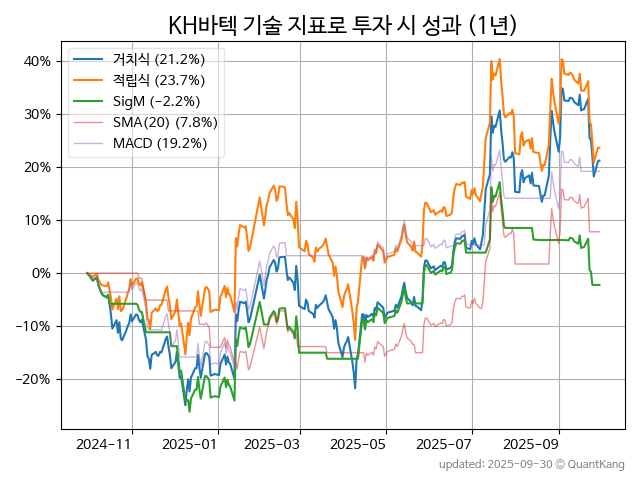 KH바텍 기술 지표로 투자 시 성과 (1년)
40%
30%
20%
10%
0%
−10%
−20%
거치식 (21.2%)
적립식 (23.7%)
SigM (-2.2%)
SMA(20) (7.8%)
MACD (19.2%)
2024-11
2025-01
2025-03
2025-05
2025-07
2025-09
updated: 2025-09-30 © QuantKang